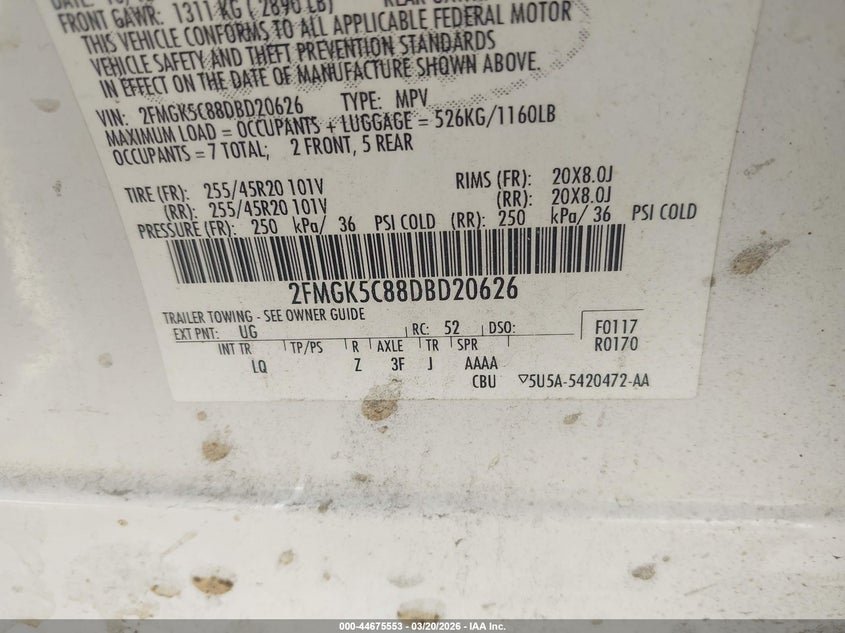 FRONT GAWR: 1311 KG ( 2890 LB)
THIS VEHICLE CONFORMS TO ALL APPLICABLE FEDERAL MOTOR
VEHICLE SAFETY AND THEFT PREVENTION STANDARDS
IN EFFECT ON THE DATE OF MANUFACTURE SHOWN ABOVE.
VIN: 2FMGK5C88DBD20626 TYPE: MPV
MAXIMUM LOAD = OCCUPANTS + LUGGAGE = 526KG/1160LB
OCCUPANTS = 7 TOTAL; 2 FRONT, 5 REAR
TIRE (FR): 255/45R20 101V RIMS (FR): 20X8.0J
(RR): 255/45R20 101V (RR): 20X8.0J
PRESSURE (FR): 250 kPa/ 36 PSI COLD (RR): 250 kPa/ 36 PSI COLD
2FMGK5C88DBD20626
TRAILER TOWING - SEE OWNER GUIDE
EXT PNT: UG RC: 52 DSO: F0117
INT TR TP/PS R AXLE TR SPR R0170
LQ Z 3F J AAAA
CBU ▽5U5A-5420472-AA
000-44675553 — 03/20/2026 — IAA Inc.